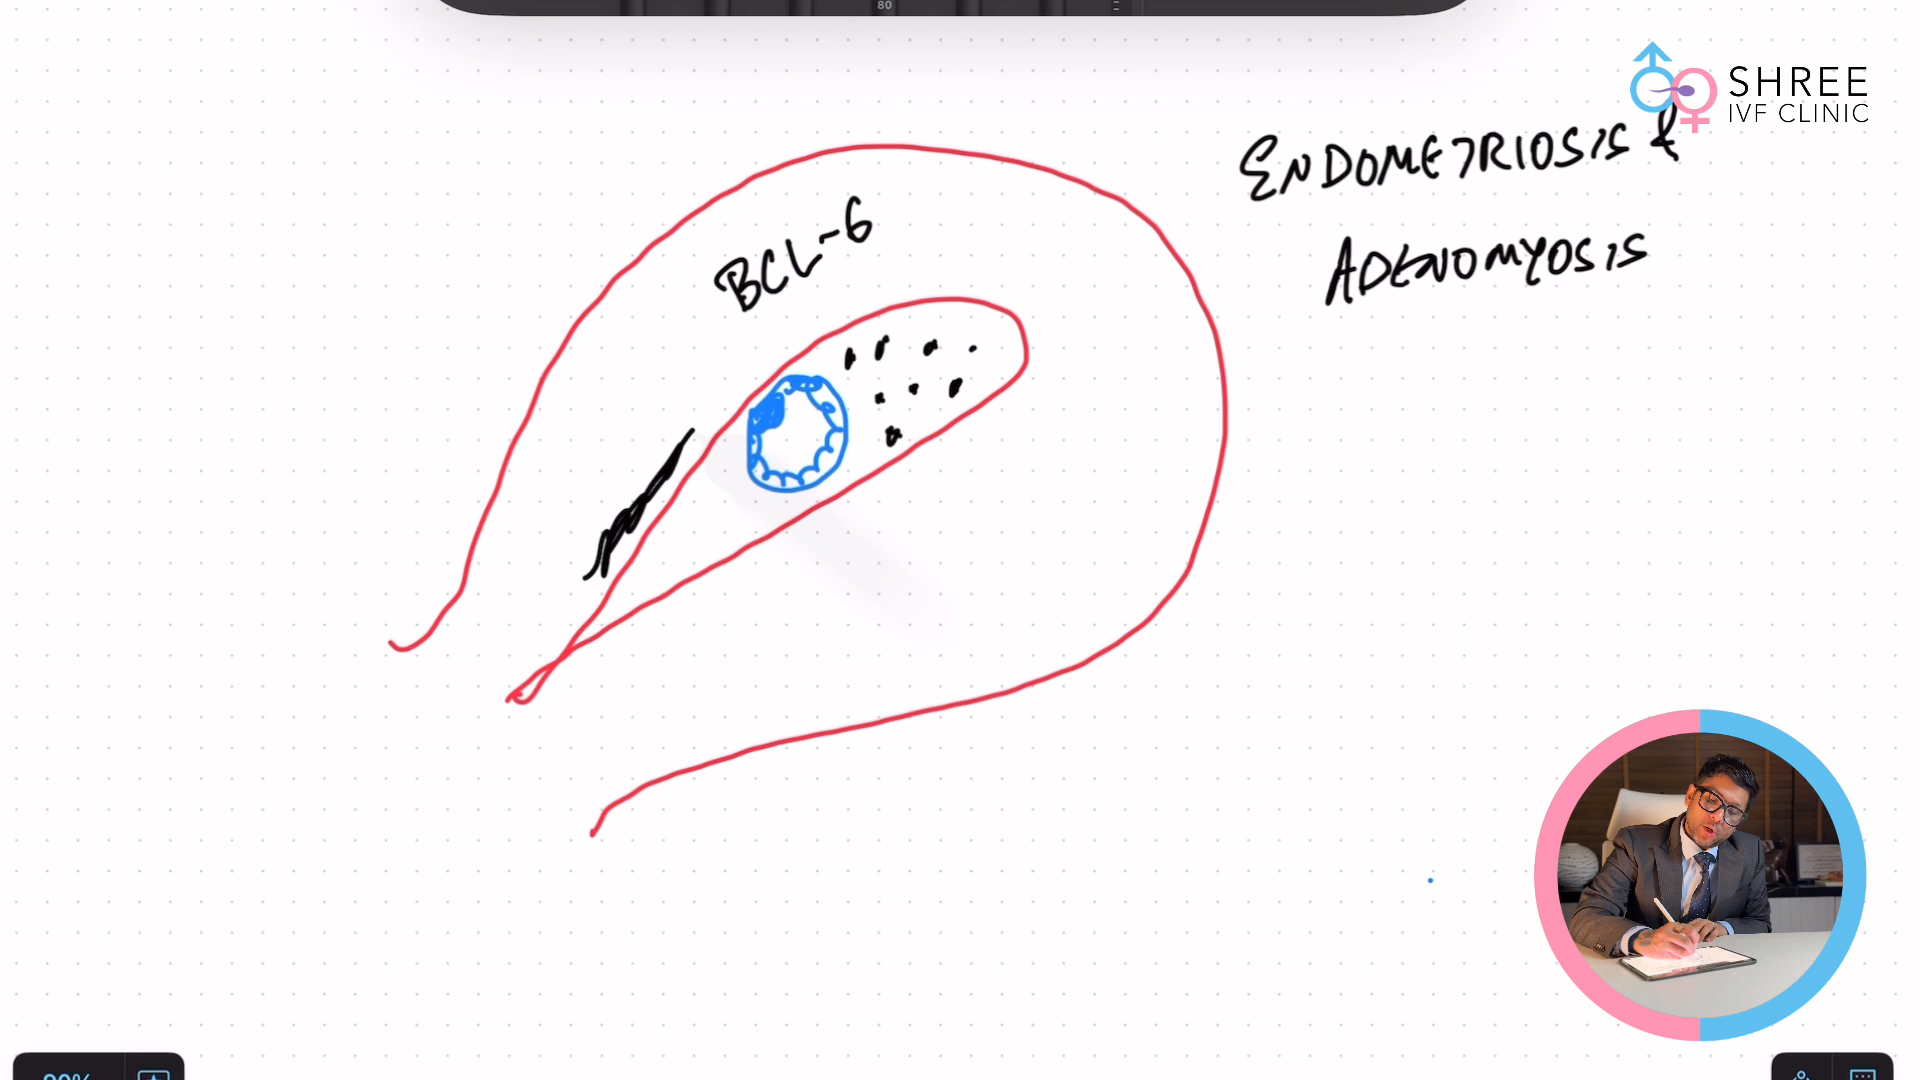 80
SHREE
IVF CLINIC
ENDOMETRIOSIS &
ADENOMYOSIS
BCL-6